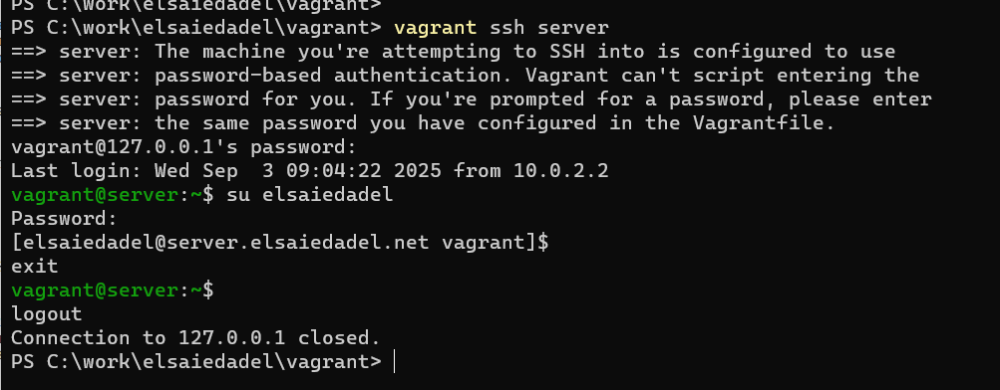 PS C:\work\elsaiedadel\vagrant>
PS C:\work\elsaiedadel\vagrant> vagrant ssh server
==> server: The machine you're attempting to SSH into is configured to use
==> server: password-based authentication. Vagrant can't script entering the
==> server: password for you. If you're prompted for a password, please enter
==> server: the same password you have configured in the Vagrantfile.
vagrant@127.0.0.1's password:
Last login: Wed Sep  3 09:04:22 2025 from 10.0.2.2
vagrant@server:~$ su elsaiedadel
Password:
[elsaiedadel@server.elsaiedadel.net vagrant]$
exit
vagrant@server:~$
logout
Connection to 127.0.0.1 closed.
PS C:\work\elsaiedadel\vagrant>